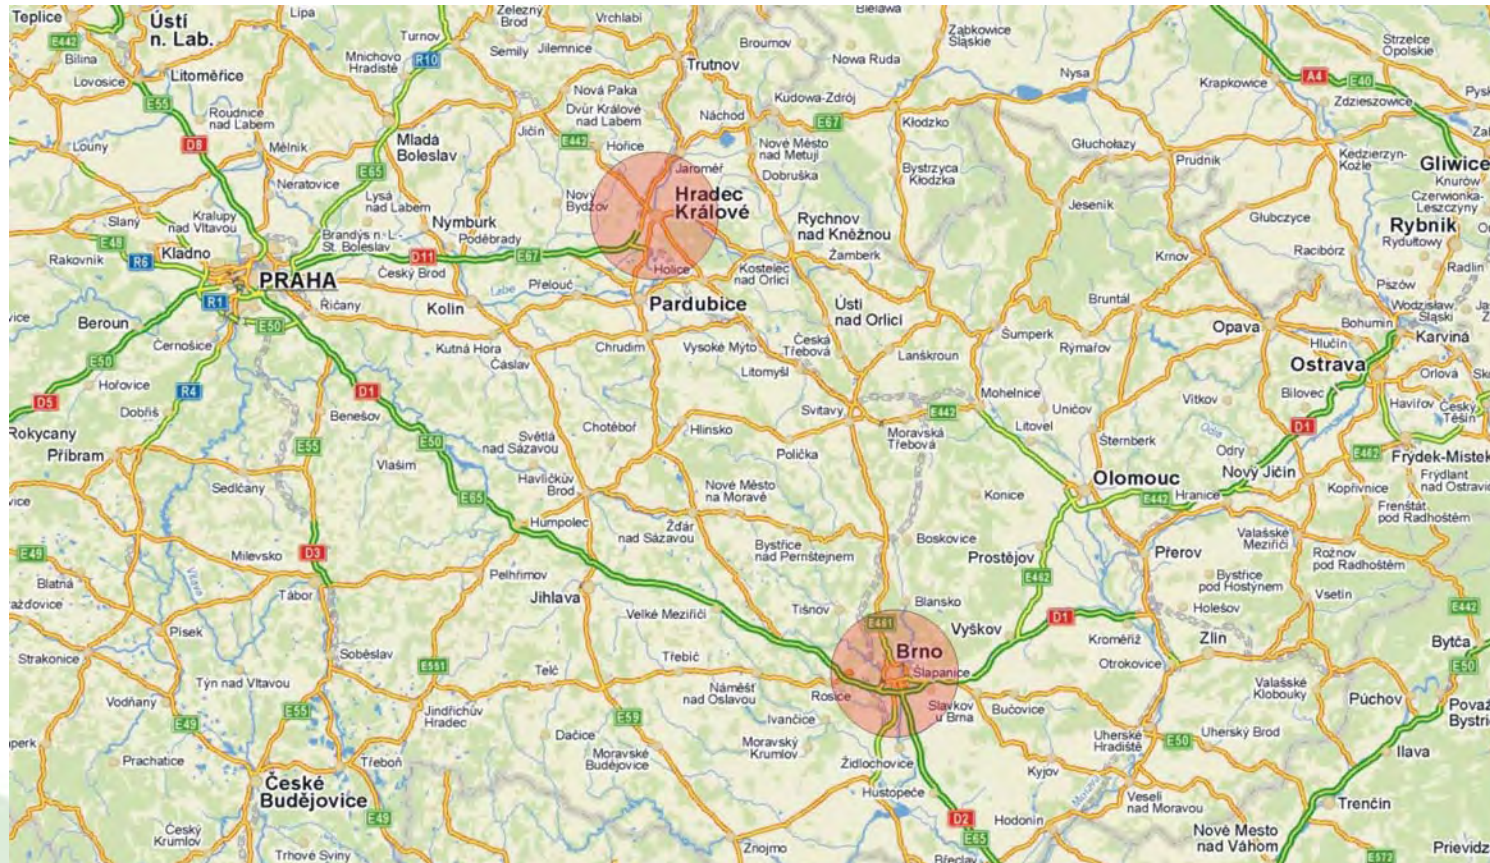 Teplice
Ústí
n. Lab.
Lípa
Železný
Brod
Vrchlabí
Bielawa
Ząbkowice
Śląskie
Strzelce
Opolskie
E442
Bílina
Turnov
Semily
Jilemnice
Broumov
Nowa Ruda
Mnichovo
Hradiště
R10
Trutnov
Nysa
Krapkowice
A4
E40
Lovosice
Litoměřice
E55
Roudnice
nad Labem
Nová Paka
Dvůr Králové
nad Labem
Kudowa-Zdrój
Zdzieszowice
Pysk
Náchod
E67
Kłodzko
Mladá
Boleslav
Jičín
E442
Hořice
Nové Město
nad Metují
Głuchołazy
Prudnik
Kędzierzyn-
Koźle
Louny
D8
Mělník
E65
Jaroměř
Dobruška
Bystrzyca
Kłodzka
Gliwice
Neratovice
Lysá
nad Labem
Nový
Bydžov
Hradec
Králové
Jeseník
Knurów
Czerwionka-
Leszczyny
Slaný
Kralupy
nad Vltavou
Nymburk
Rychnov
nad Kněžnou
Głubczyce
Rybnik
Rydułtowy
E48
Kladno
Brandýs n. L.-
St. Boleslav
Poděbrady
D11
E67
Racibórz
Rakovník
R6
PRAHA
Český Brod
Holice
Kostelec
nad Orlicí
Žamberk
Krnov
Radlin
Pszów
R1
Říčany
Kolín
Labe
Přelouč
Pardubice
Ústí
nad Orlicí
Bruntál
Wodzisław
Śląski
Beroun
E50
Opava
Bohumín
Karviná
Černošice
Kutná Hora
Čáslav
Chrudim
Vysoké Mýto
Česká
Třebová
Lanškroun
Šumperk
Rýmařov
Hlučín
E50
Hořovice
Litomyšl
Ostrava
Orlová
D5
R4
D1
Mohelnice
Bílovec
Dobříš
Benešov
Svitavy
E442
Uničov
Vítkov
Havířov
Český
Těšín
Rokycany
Příbram
E55
E50
Světlá
nad Sázavou
Chotěboř
Hlinsko
Moravská
Třebová
Litovel
Šternberk
Odra
D1
Vlašim
Polička
Odry
E462
Frýdek-Místek
Sedlčany
E65
Havlíčkův
Brod
Nové Město
na Moravě
Konice
Olomouc
E442
Hranice
Nový Jičín
Kopřivnice
Frýdlant
nad Ostravicí
Frenštát
pod Radhoštěm
E49
Milevsko
D3
Humpolec
Žďár
nad Sázavou
Bystřice
nad Pernštejnem
Boskovice
Prostějov
Přerov
Valašské
Meziříčí
Rožnov
pod Radhoštěm
Blatná
Vltava
Tábor
Pelhřimov
Jihlava
Velké Meziříčí
Tišnov
Blansko
E462
Bystřice
pod Hostýnem
Vsetín
E442
Písek
E461
Vyškov
D1
Holešov
Kroměříž
Zlín
Bytča
Strakonice
Soběslav
E551
Telč
Třebíč
Brno
Šlapanice
Otrokovice
E50
Týn nad Vltavou
Náměšť
nad Oslavou
Rosice
Valašské
Klobouky
Púchov
Vodňany
E49
E55
Jindřichův
Hradec
E59
Ivančice
Slavkov
u Brna
Bučovice
Považ
Bystri
Prachatice
Třeboň
Dačice
Moravské
Budějovice
Moravský
Krumlov
Židlochovice
Uherské
Hradiště
E50
Uherský Brod
Ilava
České
Budějovice
Hustopeče
Kyjov
Morava
Veselí
nad Moravou
Trenčín
Český
Krumlov
E49
D2
Hodonín
Nové Mesto
nad Váhom
Trhové Sviny
Znojmo
E65
Břeclav
E572
Prievidz